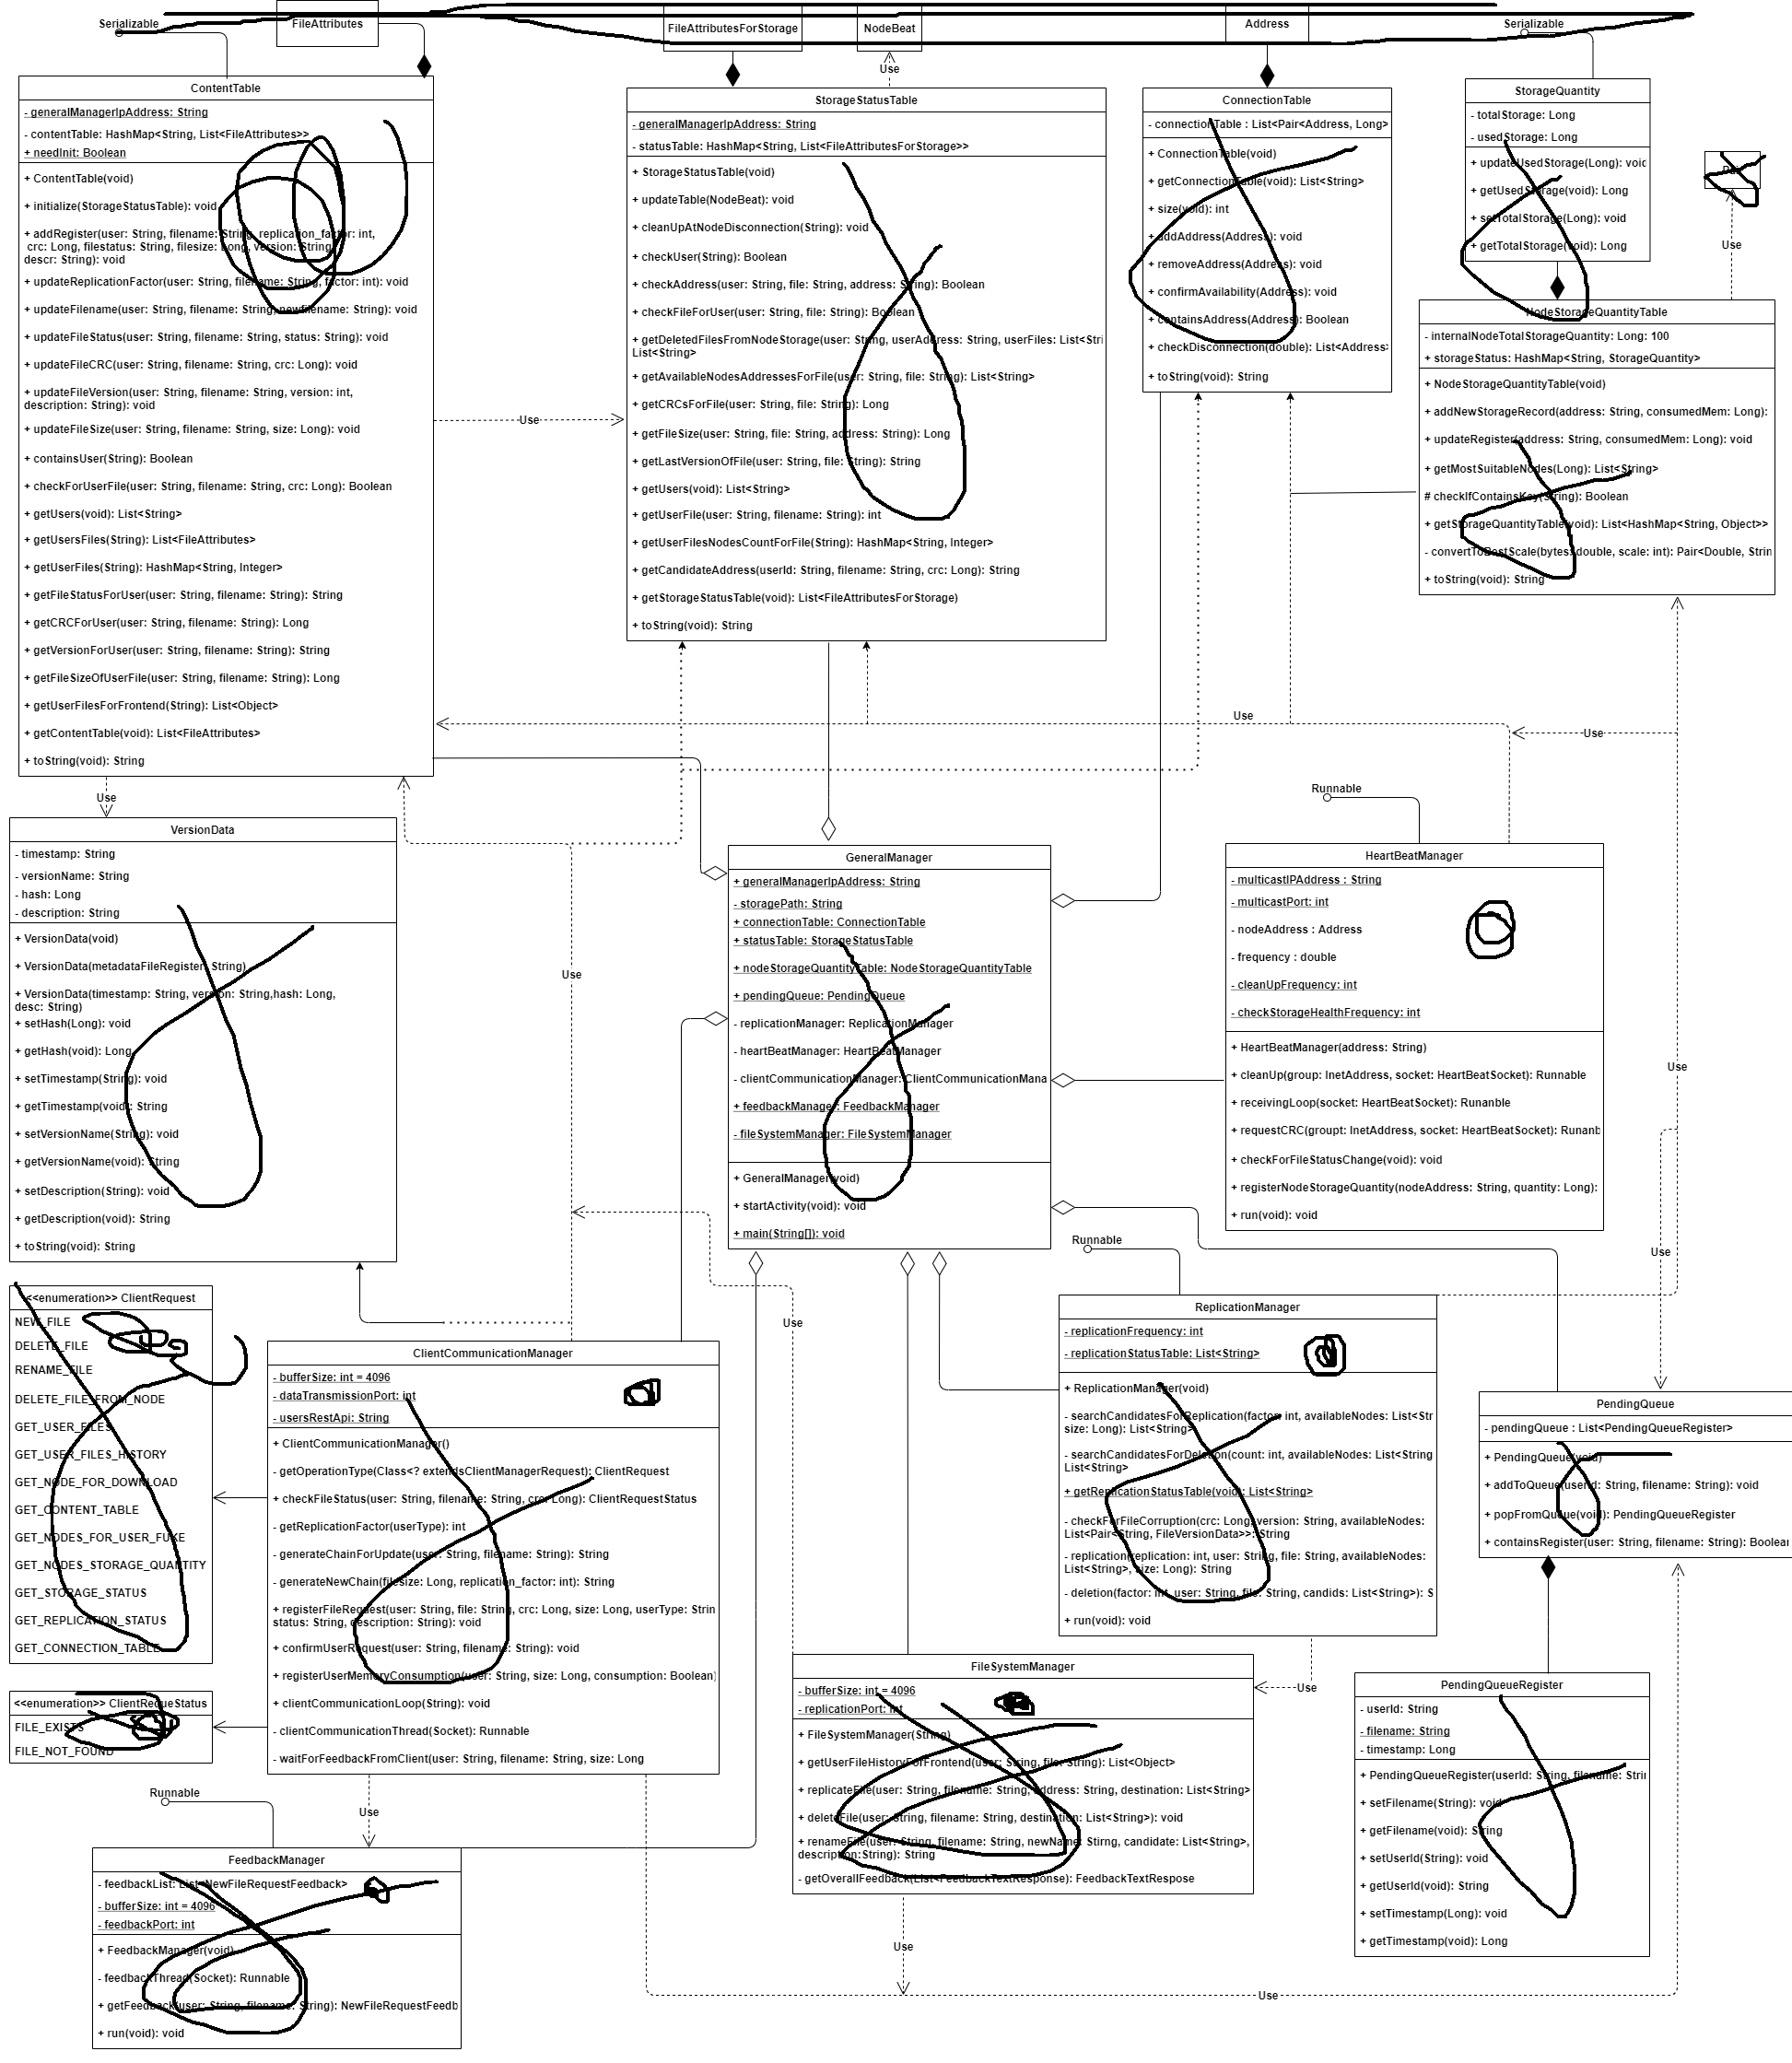 Serializable
FileAttributes
FileAttributesForStorage
NodeBeat
Address
Serializable
Use
ContentTable
- generalManagerIpAddress: String
- contentTable: HashMap<String, List<FileAttributes>>
+ needInit: Boolean
+ ContentTable(void)
+ initialize(StorageStatusTable): void
+ addRegister(user: String, filename: String, replication_factor: int,
crc: Long, filestatus: String, filesize: Long, version: String,
descr: String): void
+ updateReplicationFactor(user: String, filename: String, factor: int): void
+ updateFilename(user: String, filename: String, newfilename: String): void
+ updateFileStatus(user: String, filename: String, status: String): void
+ updateFileCRC(user: String, filename: String, crc: Long): void
+ updateFileVersion(user: String, filename: String, version: int,
description: String): void
+ updateFileSize(user: String, filename: String, size: Long): void
+ containsUser(String): Boolean
+ checkForUserFile(user: String, filename: String, crc: Long): Boolean
+ getUsers(void): List<String>
+ getUsersFiles(String): List<FileAttributes>
+ getUserFiles(String): HashMap<String, Integer>
+ getFileStatusForUser(user: String, filename: String): String
+ getCRCForUser(user: String, filename: String): Long
+ getVersionForUser(user: String, filename: String): String
+ getFileSizeOfUserFile(user: String, filename: String): Long
+ getUserFilesForFrontend(String): List<Object>
+ getContentTable(void): List<FileAttributes>
+ toString(void): String
Use
StorageStatusTable
- generalManagerIpAddress: String
- statusTable: HashMap<String, List<FileAttributesForStorage>>
+ StorageStatusTable(void)
+ updateTable(NodeBeat): void
+ cleanUpAtNodeDisconnection(String): void
+ checkUser(String): Boolean
+ checkAddress(user: String, file: String, address: String): Boolean
+ checkFileForUser(user: String, file: String): Boolean
+ getDeletedFilesFromNodeStorage(user: String, userAddress: String, userFiles: List<Stri
List<String>
+ getAvailableNodesAddressesForFile(user: String, file: String): List<String>
+ getCRCsForFile(user: String, file: String): Long
+ getFileSize(user: String, file: String, address: String): Long
+ getLastVersionOfFile(user: String, file: String): String
+ getUsers(void): List<String>
+ getUserFile(user: String, filename: String): int
+ getUserFilesNodesCountForFile(String): HashMap<String, Integer>
+ getCandidateAddress(userId: String, filename: String, crc: Long): String
+ getStorageStatusTable(void): List<FileAttributesForStorage)
+ toString(void): String
ConnectionTable
- connectionTable : List<Pair<Address, Long>
+ ConnectionTable(void)
+ getConnectionTable(void): List<String>
+ size(void): int
+ addAddress(Address): void
+ removeAddress(Address): void
+ confirmAvailability(Address): void
+ containsAddress(Address): Boolean
+ checkDisconnection(double): List<Address>
+ toString(void): String
StorageQuantity
- totalStorage: Long
- usedStorage: Long
+ updateUsedStorage(Long): void
+ getUsedStorage(void): Long
+ setTotalStorage(Long): void
+ getTotalStorage(void): Long
Use
NodeStorageQuantityTable
- internalNodeTotalStorageQuantity: Long: 100
+ storageStatus: HashMap<String, StorageQuantity>
+ NodeStorageQuantityTable(void)
+ addNewStorageRecord(address: String, consumedMem: Long):
+ updateRegister(address: String, consumedMem: Long): void
+ getMostSuitableNodes(Long): List<String>
# checkIfContainsKey(String): Boolean
+ getStorageQuantityTable(void): List<HashMap<String, Object>>
- convertToBestScale(bytes: double, scale: int): Pair<Double, Strin
+ toString(void): String
Use
Use
Use
VersionData
- timestamp: String
- versionName: String
- hash: Long
- description: String
+ VersionData(void)
+ VersionData(metadataFileRegister: String)
+ VersionData(timestamp: String, version: String,hash: Long,
desc: String)
+ setHash(Long): void
+ getHash(void): Long
+ setTimestamp(String): void
+ getTimestamp(void): String
+ setVersionName(String): void
+ getVersionName(void): String
+ setDescription(String): void
+ getDescription(void): String
+ toString(void): String
Use
GeneralManager
+ generalManagerIpAddress: String
- storagePath: String
+ connectionTable: ConnectionTable
+ statusTable: StorageStatusTable
+ nodeStorageQuantityTable: NodeStorageQuantityTable
+ pendingQueue: PendingQueue
- replicationManager: ReplicationManager
- heartBeatManager: HeartBeatManager
- clientCommunicationManager: ClientCommunicationMana
+ feedbackManager: FeedbackManager
- fileSystemManager: FileSystemManager
+ GeneralManager(void)
+ startActivity(void): void
+ main(String[]): void
Runnable
HeartBeatManager
- multicastIPAddress : String
- multicastPort: int
- nodeAddress : Address
- frequency : double
- cleanUpFrequency: int
- checkStorageHealthFrequency: int
+ HeartBeatManager(address: String)
+ cleanUp(group: InetAddress, socket: HeartBeatSocket): Runnable
+ receivingLoop(socket: HeartBeatSocket): Runanble
+ requestCRC(groupt: InetAddress, socket: HeartBeatSocket): Runanb
+ checkForFileStatusChange(void): void
+ registerNodeStorageQuantity(nodeAddress: String, quantity: Long):
+ run(void): void
Use
Use
<<enumeration>> ClientRequest
NEW_FILE
DELETE_FILE
RENAME_FILE
DELETE_FILE_FROM_NODE
GET_USER_FILES
GET_USER_FILES_HISTORY
GET_NODE_FOR_DOWNLOAD
GET_CONTENT_TABLE
GET_NODES_FOR_USER_FUKE
GET_NODES_STORAGE_QUANTITY
GET_STORAGE_STATUS
GET_REPLICATION_STATUS
GET_CONNECTION_TABLE
<<enumeration>> ClientRequeStatus
FILE_EXISTS
FILE_NOT_FOUND
ClientCommunicationManager
- bufferSize: int = 4096
- dataTransmissionPort: int
- usersRestApi: String
+ ClientCommunicationManager()
- getOperationType(Class<? extendsClientManagerRequest): ClientRequest
+ checkFileStatus(user: String, filename: String, crc: Long): ClientRequestStatus
- getReplicationFactor(userType): int
- generateChainForUpdate(user: String, filename: String): String
- generateNewChain(filesize: Long, replication_factor: int): String
+ registerFileRequest(user: String, file: String, crc: Long, size: Long, userType: Strin
status: String, description: String): void
+ confirmUserRequest(user: String, filename: String): void
+ registerUserMemoryConsumption(user: String, size: Long, consumption: Boolean)
+ clientCommunicationLoop(String): void
- clientCommunicationThread(Socket): Runnable
- waitForFeedbackFromClient(user: String, filename: String, size: Long
Use
Runnable
ReplicationManager
- replicationFrequency: int
- replicationStatusTable: List<String>
+ ReplicationManager(void)
- searchCandidatesForReplication(factor: int, availableNodes: List<Str
size: Long): List<String>
- searchCandidatesForDeletion(count: int, availableNodes: List<String
List<String>
+ getReplicationStatusTable(void): List<String>
- checkForFileCorruption(crc: Long, version: String, availableNodes:
List<Pair<String, FileVersionData>>: String
- replication(replication: int, user: String, file: String, availableNodes:
List<String>, size: Long): String
- deletion(factor: int, user: String, file: String, candids: List<String>): S
+ run(void): void
PendingQueue
- pendingQueue : List<PendingQueueRegister>
+ PendingQueue(void)
+ addToQueue(userId: String, filename: String): void
+ popFromQueue(void): PendingQueueRegister
+ containsRegister(user: String, filename: String): Boolea
FileSystemManager
- bufferSize: int = 4096
- replicationPort: int
+ FileSystemManager(String)
+ getUserFileHistoryForFrontend(user: String, file: String): List<Object>
+ replicateFile(user: String, filename: String, address: String, destination: List<String>
+ deleteFile(user: String, filename: String, destination: List<String>): void
+ renameFile(user: String, filename: String, newName: Stirng, candidate: List<String>,
description:String): String
- getOverallFeedback(List<FeedbackTextResponse): FeedbackTextRespose
Use
PendingQueueRegister
- userId: String
- filename: String
- timestamp: Long
+ PendingQueueRegister(userId: String, filename: Strin
+ setFilename(String): void
+ getFilename(void): String
+ setUserId(String): void
+ getUserId(void): String
+ setTimestamp(Long): void
+ getTimestamp(void): Long
Runnable
Use
FeedbackManager
- feedbackList: List<NewFileRequestFeedback>
- bufferSize: int = 4096
- feedbackPort: int
+ FeedbackManager(void)
- feedbackThread(Socket): Runnable
+ getFeedback(user: String, filename: String): NewFileRequestFeedb
+ run(void): void
Use
Use